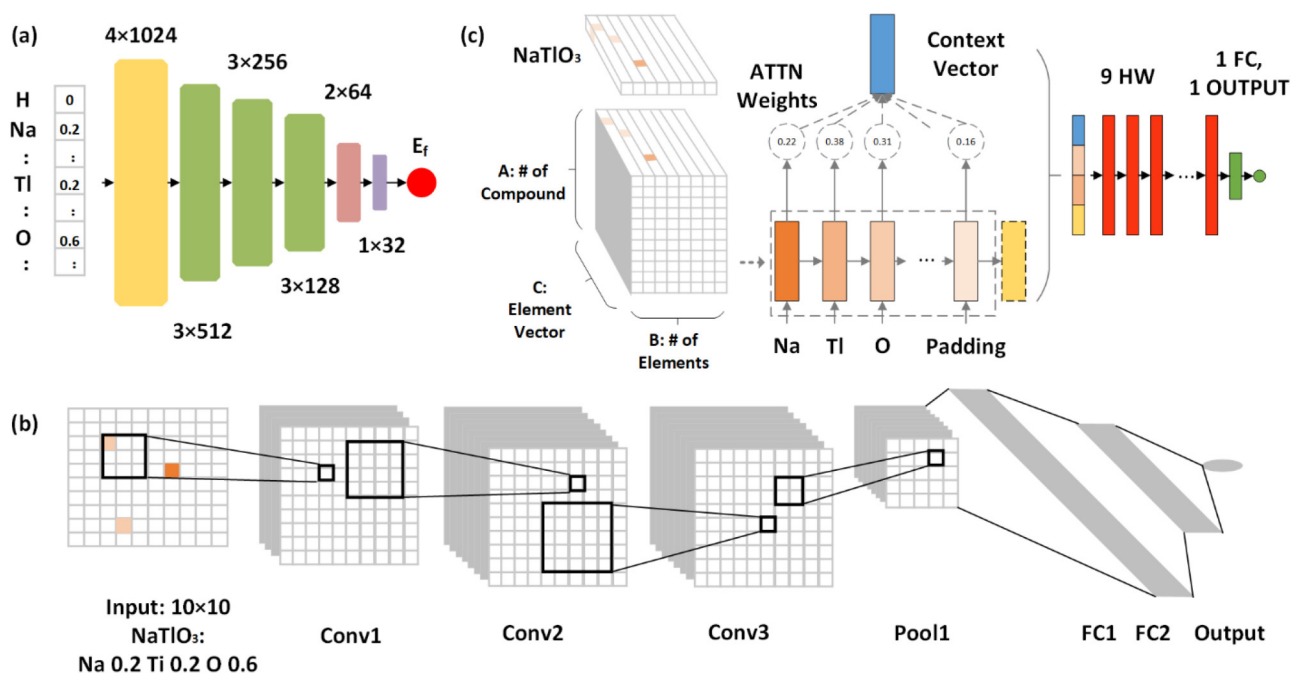 (a)
4×1024
3×256
2×64
H
0
Na
0.2
:
:
Tl
0.2
:
:
O
0.6
:
:
E_f
1×32
3×128
3×512
(c)
NaTlO₃
A: # of
Compound
C:
Element
Vector
B: # of
Elements
ATTN
Weights
Context
Vector
0.22
0.38
0.31
0.16
...
Na
Tl
O
Padding
9 HW
1 FC,
1 OUTPUT
...
(b)
Input: 10×10
NaTlO₃:
Na 0.2 Ti 0.2 O 0.6
Conv1
Conv2
Conv3
Pool1
FC1
FC2
Output